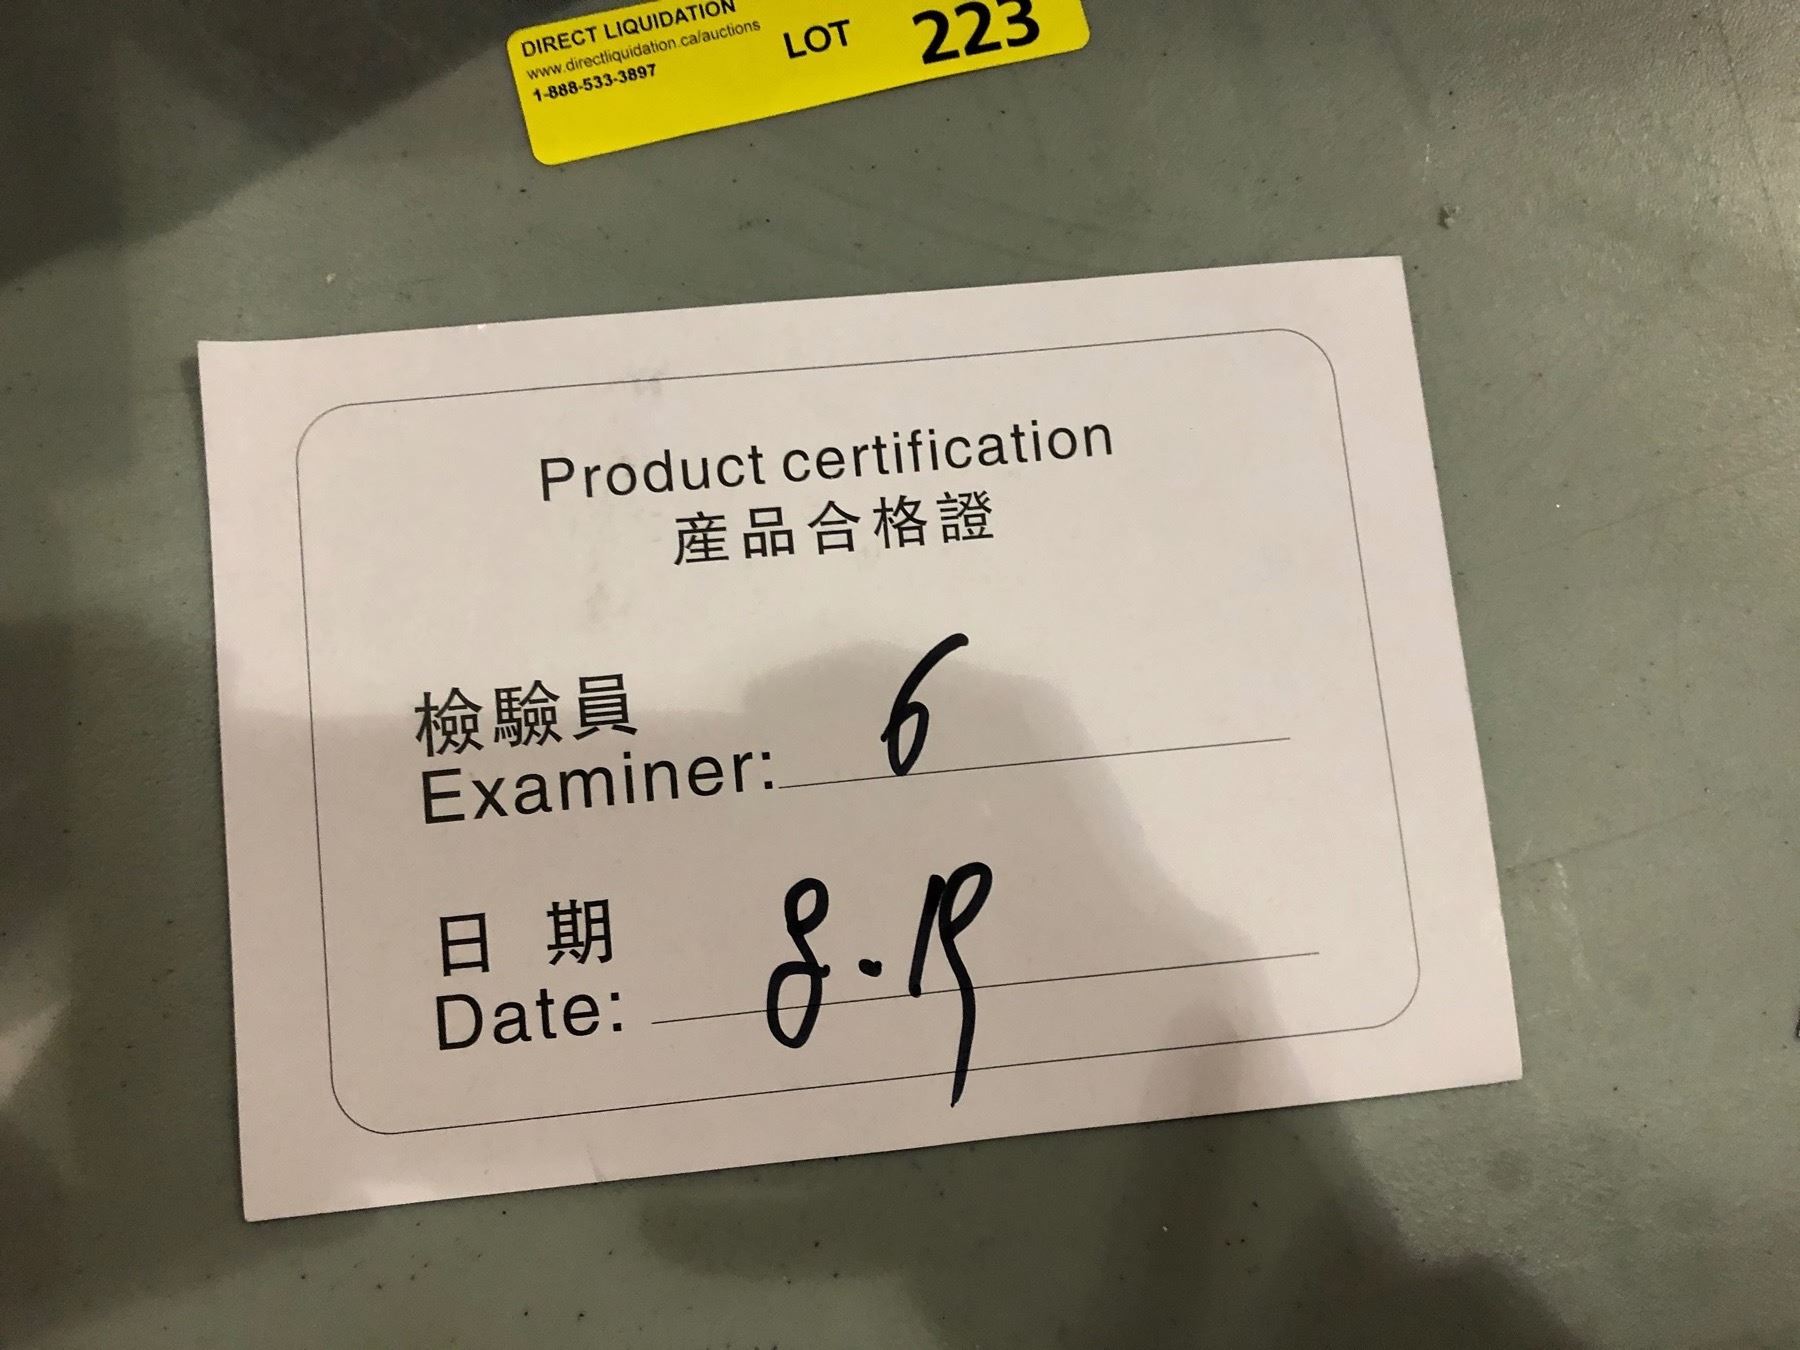 DIRECT LIQUIDATION
www.directliquidation.ca/auctions
1-888-533-3897
LOT 223
Product certification
產品合格證
檢驗員
Examiner: 6
日 期
Date: 8.19